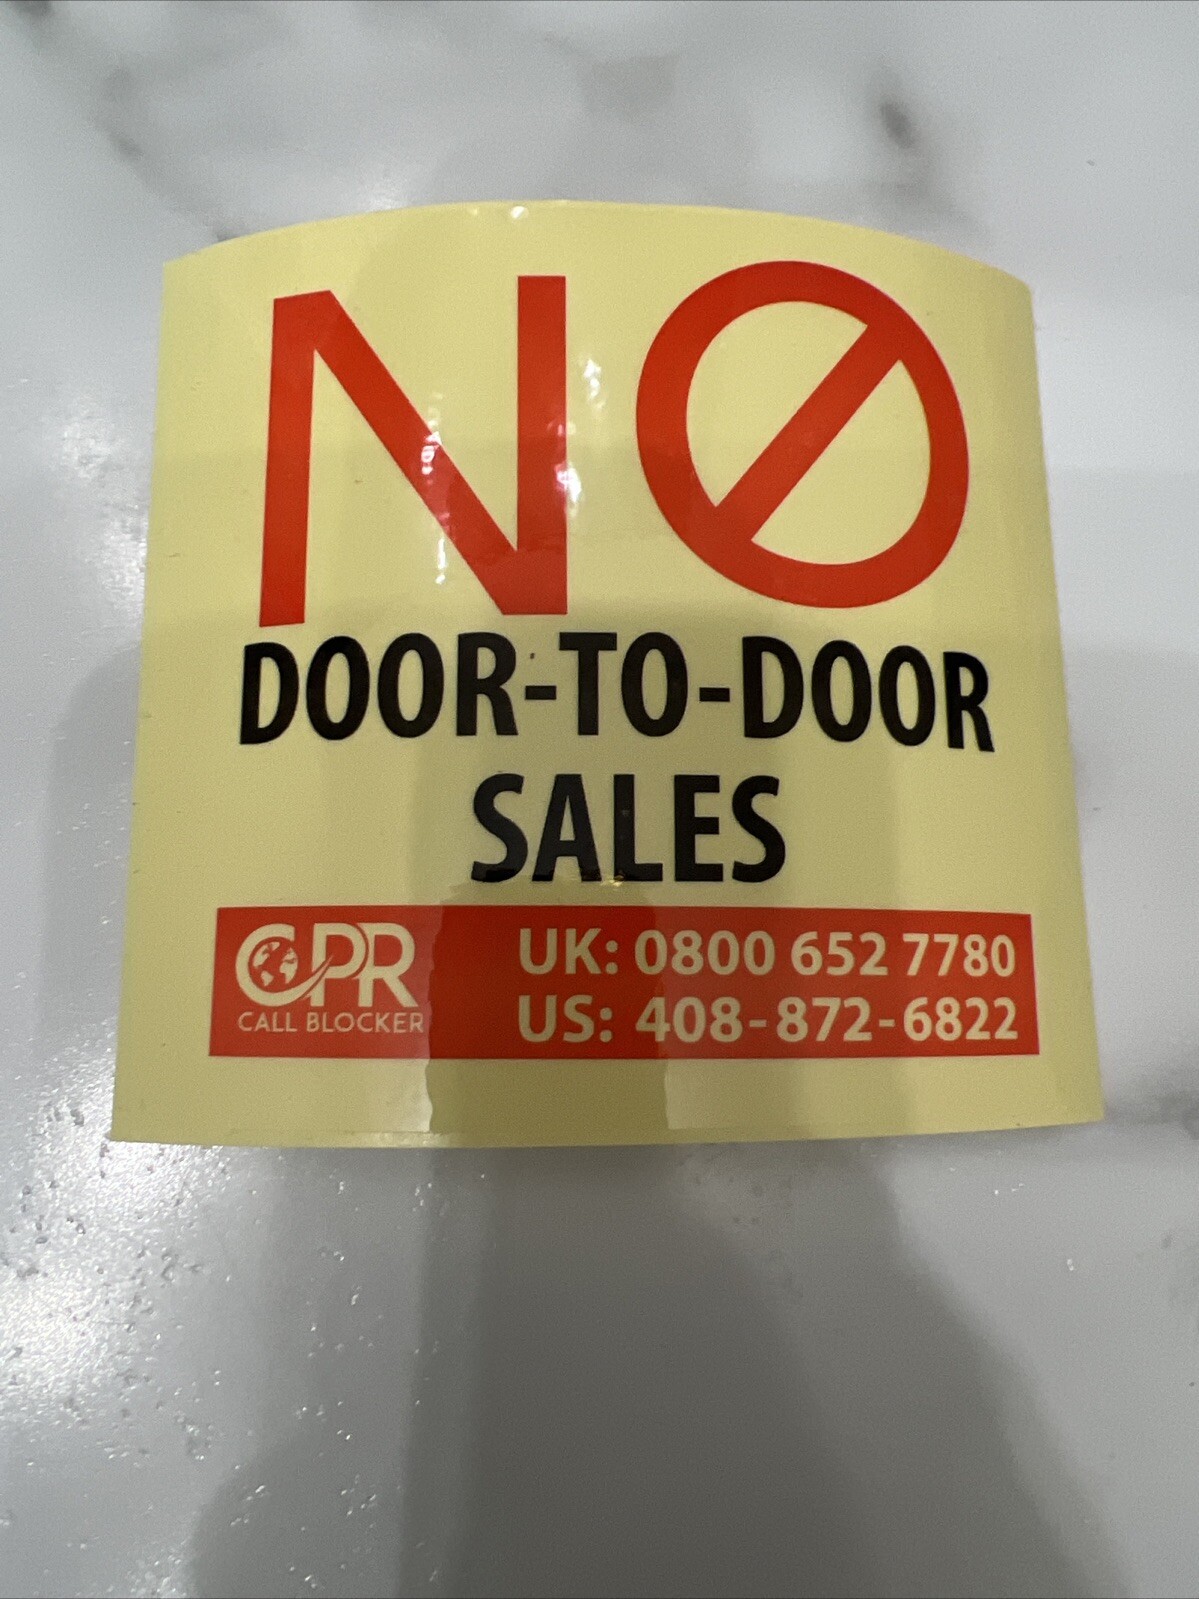 NO
DOOR-TO-DOOR
SALES
CPR
CALL BLOCKER
UK: 0800 652 7780
US: 408-872-6822